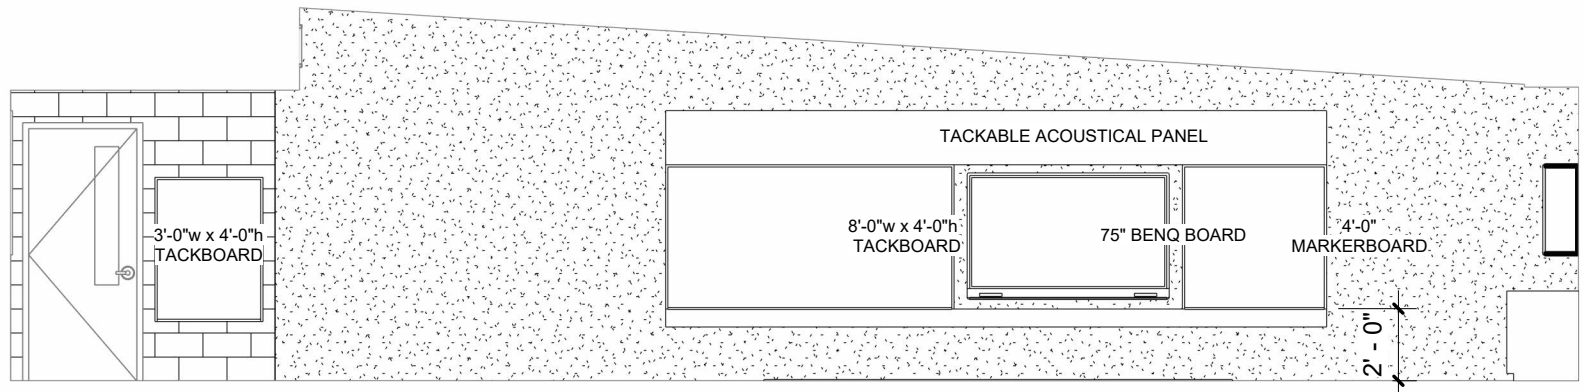 TACKABLE ACOUSTICAL PANEL
3'-0"w x 4'-0"h
TACKBOARD
8'-0"w x 4'-0"h
TACKBOARD
75" BENQ BOARD
4'-0"
MARKERBOARD
2' - 0"